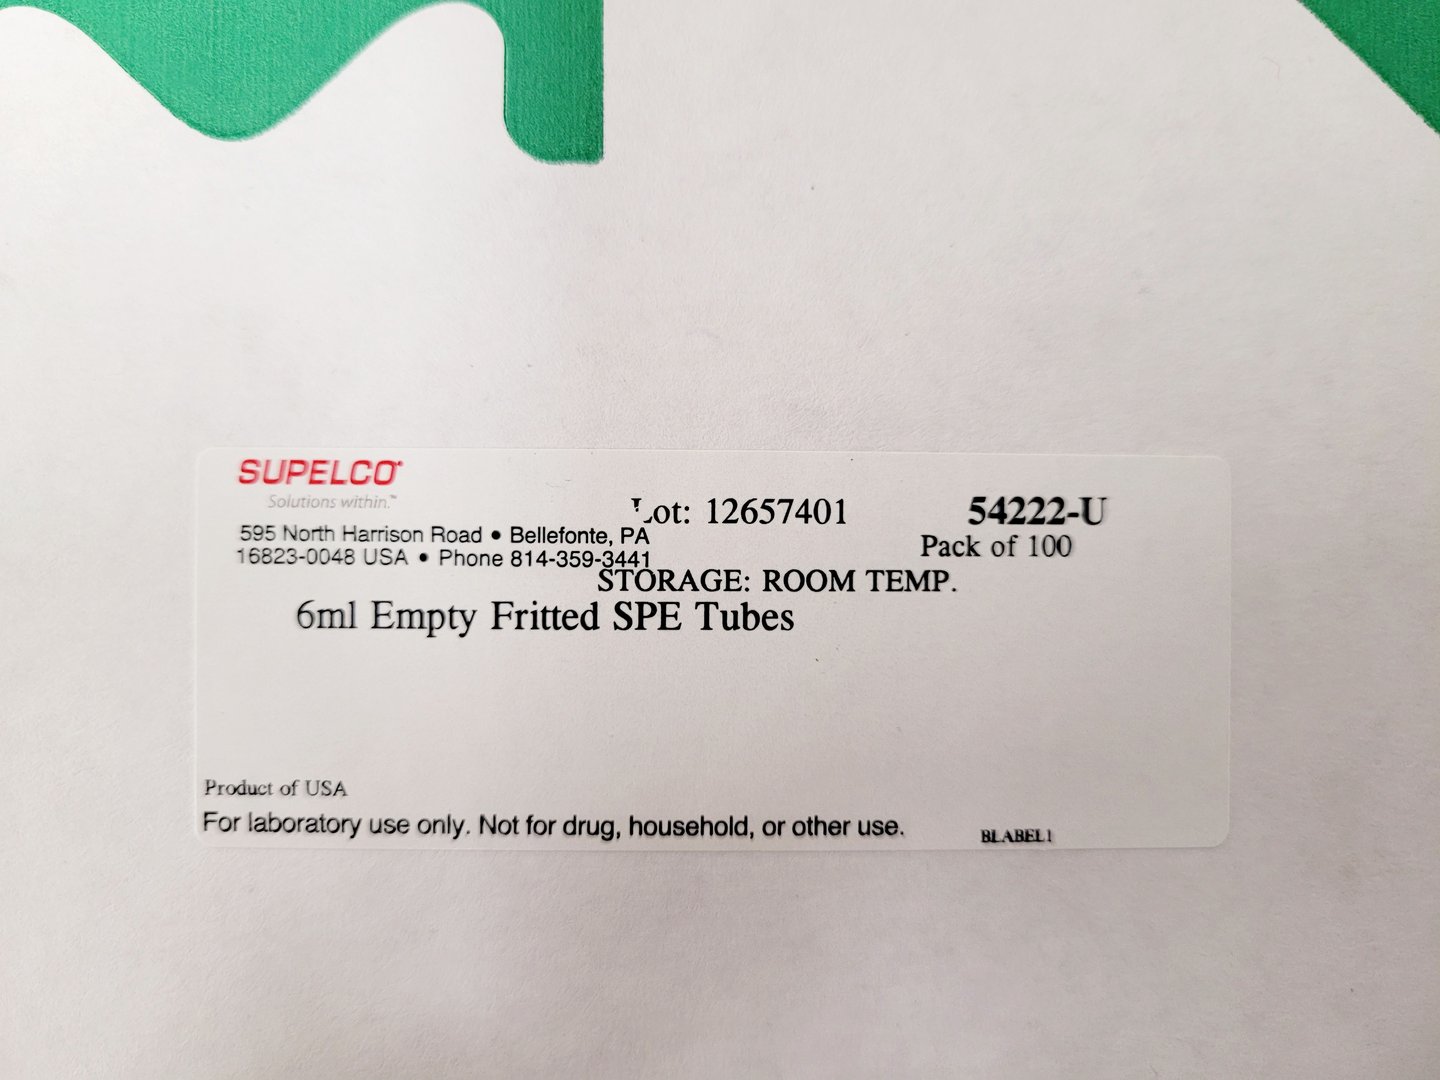 SUPELCO®
Solutions within.™
595 North Harrison Road • Bellefonte, PA
16823-0048 USA • Phone 814-359-3441
Lot: 12657401
54222-U
Pack of 100
STORAGE: ROOM TEMP.
6ml Empty Fritted SPE Tubes
Product of USA
For laboratory use only. Not for drug, household, or other use.
BLABEL1